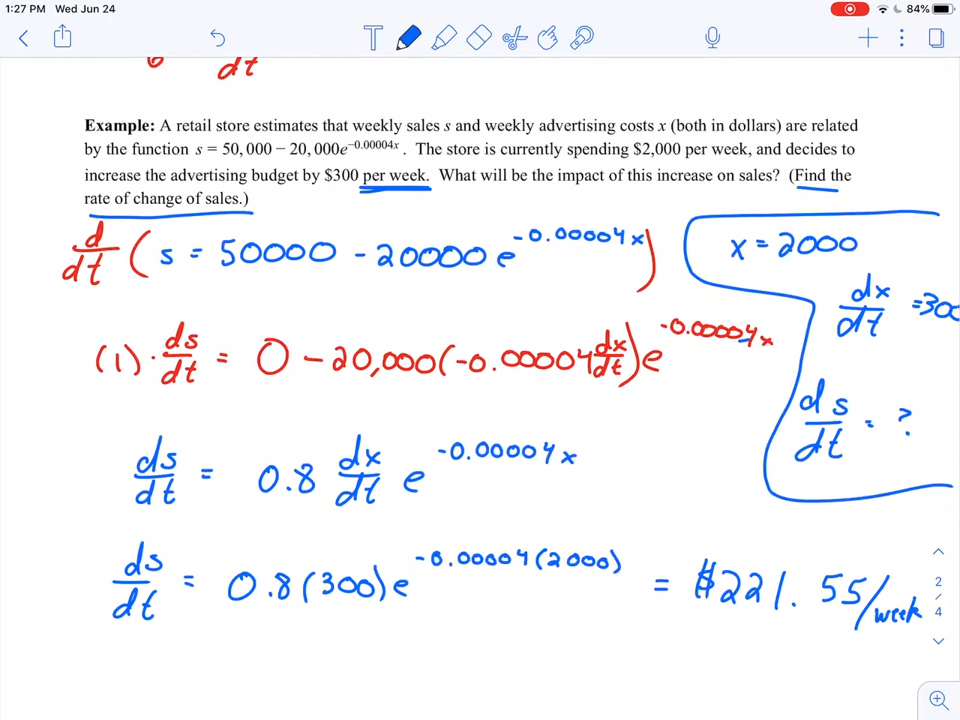 1:27 PM Wed Jun 24 84%
dt
Example: A retail store estimates that weekly sales s and weekly advertising costs x (both in dollars) are related
by the function s = 50,000 − 20,000e^−0.00004x . The store is currently spending $2,000 per week, and decides to
increase the advertising budget by $300 per week. What will be the impact of this increase on sales? (Find the
rate of change of sales.)
d/dt ( s = 50000 - 20000 e^-0.00004x )
x = 2000
dx/dt = 300
(1) · ds/dt = 0 - 20,000(-0.00004 dx/dt) e^-0.00004x
ds/dt = ?
ds/dt = 0.8 dx/dt e^-0.00004x
ds/dt = 0.8(300)e^-0.00004(2000) = $221.55/week
2/4